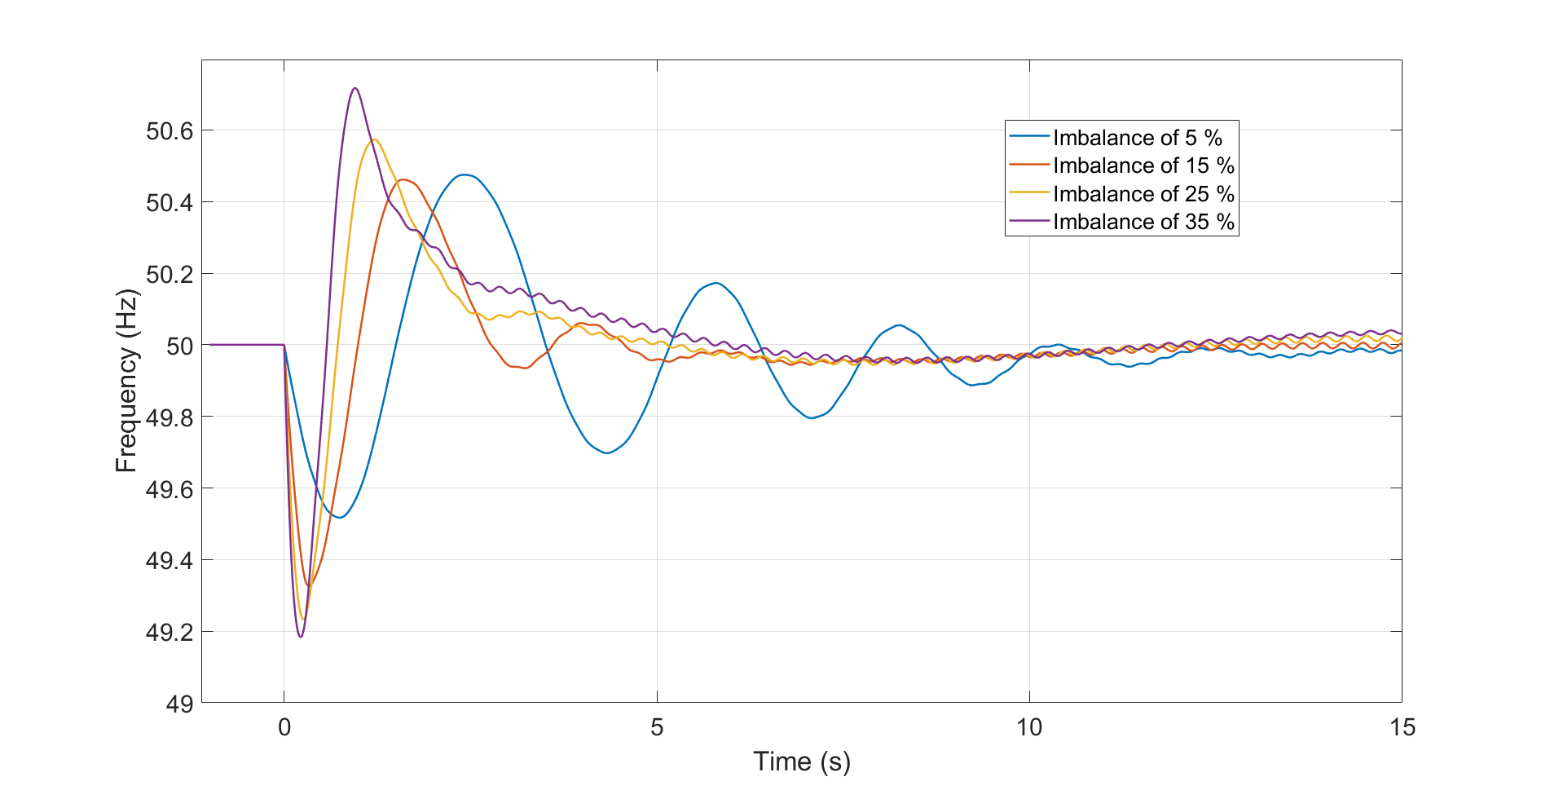 50.6
50.4
50.2
50
49.8
49.6
49.4
49.2
49
Frequency (Hz)
0
5
10
15
Time (s)
Imbalance of 5 %
Imbalance of 15 %
Imbalance of 25 %
Imbalance of 35 %